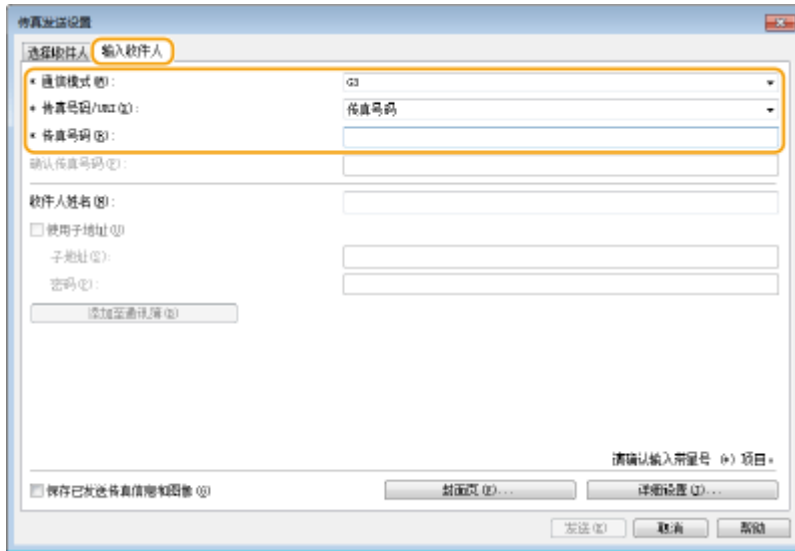 传真发送设置
选择收件人 输入收件人
* 通信模式(M): G3
* 传真号码/URI(X): 传真号码
* 传真号码(R):
确认传真号码(F):
收件人姓名(N):
使用子地址(U)
子地址(S):
密码(P):
添加至通讯簿(D)
请确认输入带星号 (*) 项目。
保存已发送传真信息和图像(G)
封面页(E)... 详细设置(I)...
发送(K) 取消 帮助